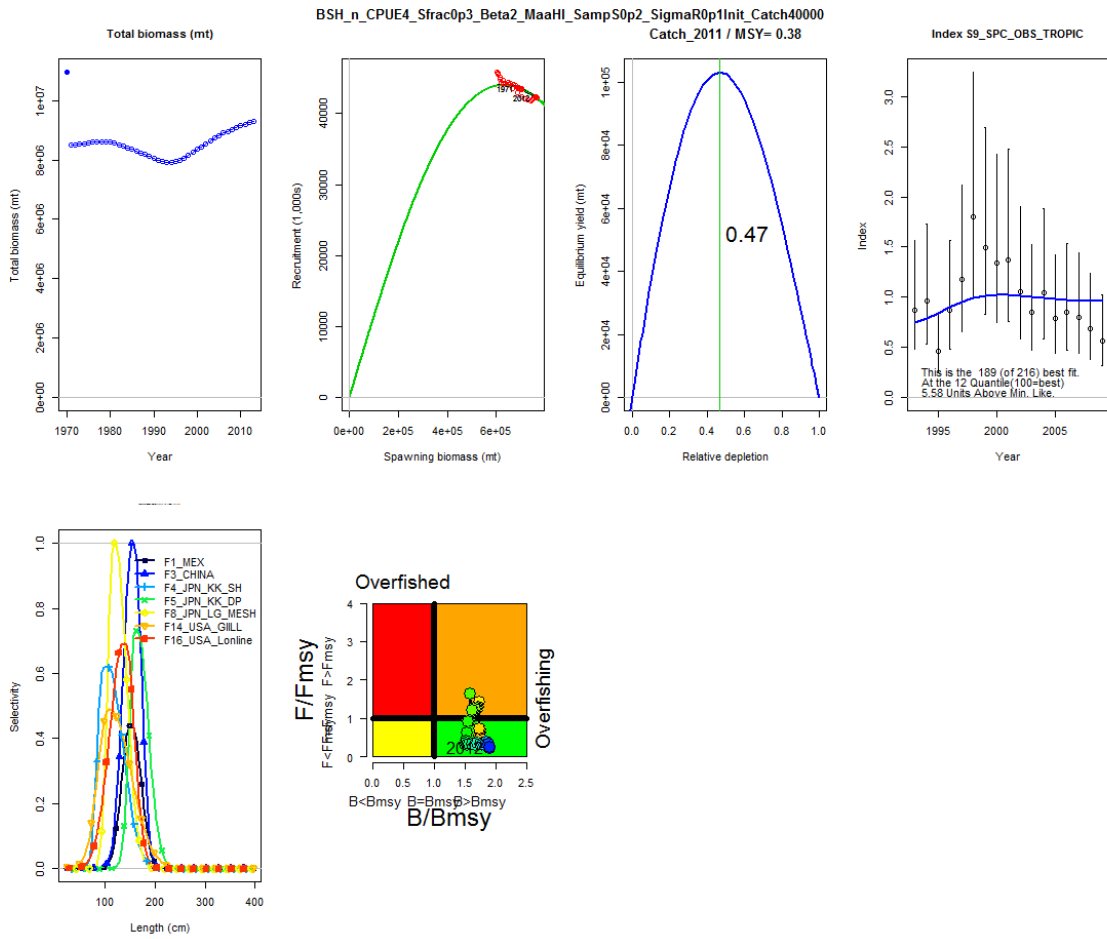 BSH_n_CPUE4_Sfrac0p3_Beta2_MaaHI_SampS0p2_SigmaR0p1Init_Catch40000
Total biomass (mt)
Catch_2011 / MSY= 0.38
Index S9_SPC_OBS_TROPIC
Total biomass (mt)
0e+00
2e+06
4e+06
6e+06
8e+06
1e+07
1970
1980
1990
2000
2010
Year
Recruitment (1,000s)
0
10000
20000
30000
40000
1971
2012
0e+00
2e+05
4e+05
6e+05
Spawning biomass (mt)
Equilibrium yield (mt)
0e+00
2e+04
4e+04
6e+04
8e+04
1e+05
0.47
0.0
0.2
0.4
0.6
0.8
1.0
Relative depletion
Index
0.0
0.5
1.0
1.5
2.0
2.5
3.0
This is the 189 (of 216) best fit.
At the 12 Quantile(100=best)
5.58 Units Above Min. Like.
1995
2000
2005
Year
Selectivity
0.0
0.2
0.4
0.6
0.8
1.0
F1_MEX
F3_CHINA
F4_JPN_KK_SH
F5_JPN_KK_DP
F8_JPN_LG_MESH
F14_USA_GIILL
F16_USA_Lonline
100
200
300
400
Length (cm)
Overfished
Overfishing
F/Fmsy
F>Fmsy
0
1
2
3
4
2012
0.0
0.5
1.0
1.5
2.0
2.5
B<Bmsy
B=Bmsy
B>Bmsy
B/Bmsy